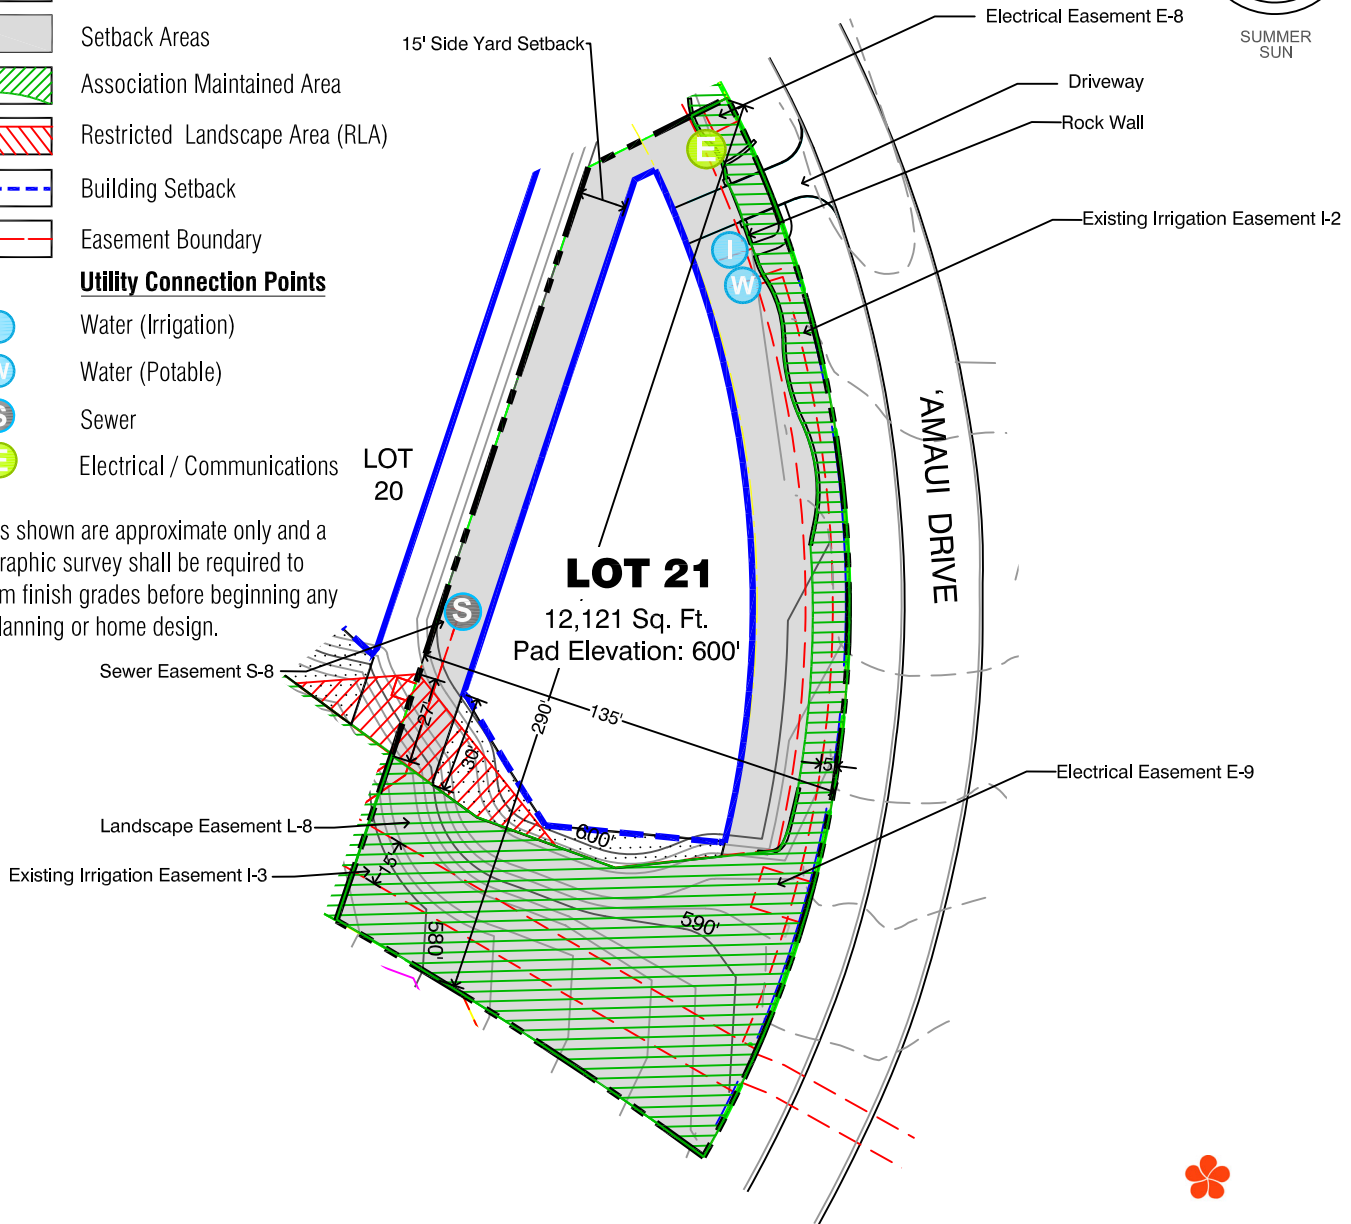 Setback Areas
Association Maintained Area
Restricted Landscape Area (RLA)
Building Setback
Easement Boundary
Utility Connection Points
Water (Irrigation)
W
Water (Potable)
S
Sewer
E
Electrical / Communications
s shown are approximate only and a
raphic survey shall be required to
m finish grades before beginning any
lanning or home design.
15' Side Yard Setback
Electrical Easement E-8
SUMMER
SUN
Driveway
Rock Wall
Existing Irrigation Easement I-2
E
I
W
LOT
20
'AMAUI DRIVE
LOT 21
12,121 Sq. Ft.
Pad Elevation: 600'
S
Sewer Easement S-8
27'
30'
290'
135'
5'
Electrical Easement E-9
600'
Landscape Easement L-8
15'
Existing Irrigation Easement I-3
590'
580'